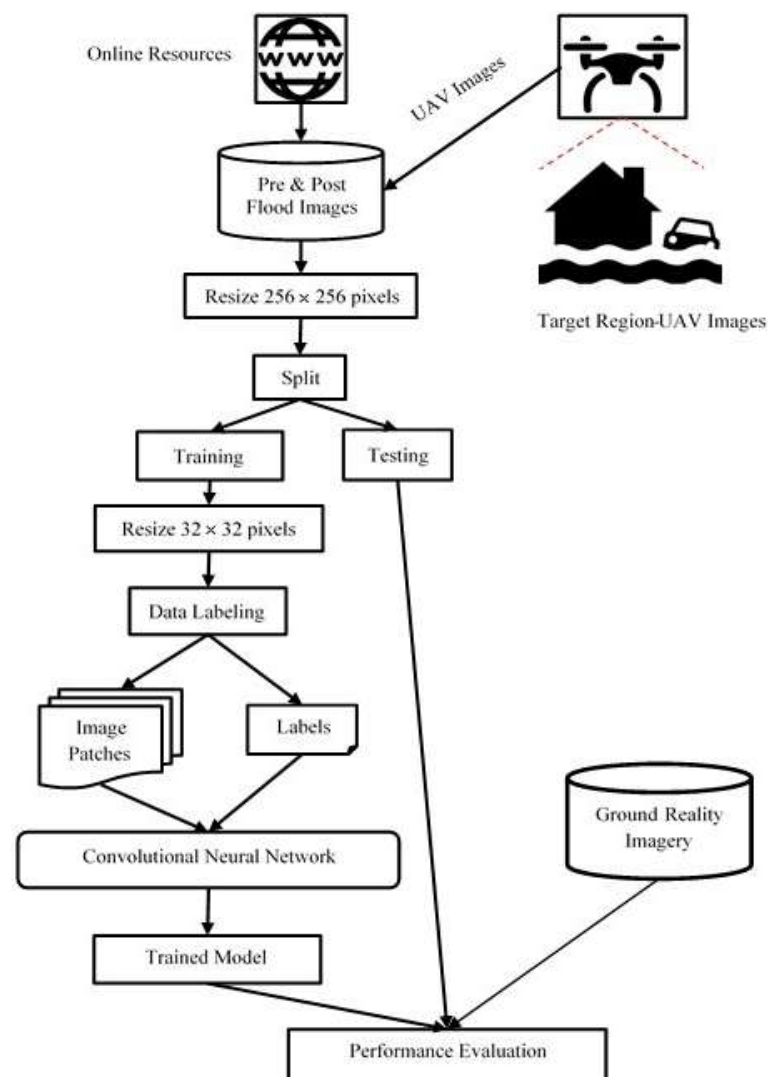 Online Resources
WWW
UAV Images
Pre & Post
Flood Images
Resize 256 × 256 pixels
Target Region-UAV Images
Split
Training
Testing
Resize 32 × 32 pixels
Data Labeling
Image
Patches
Labels
Ground Reality
Imagery
Convolutional Neural Network
Trained Model
Performance Evaluation